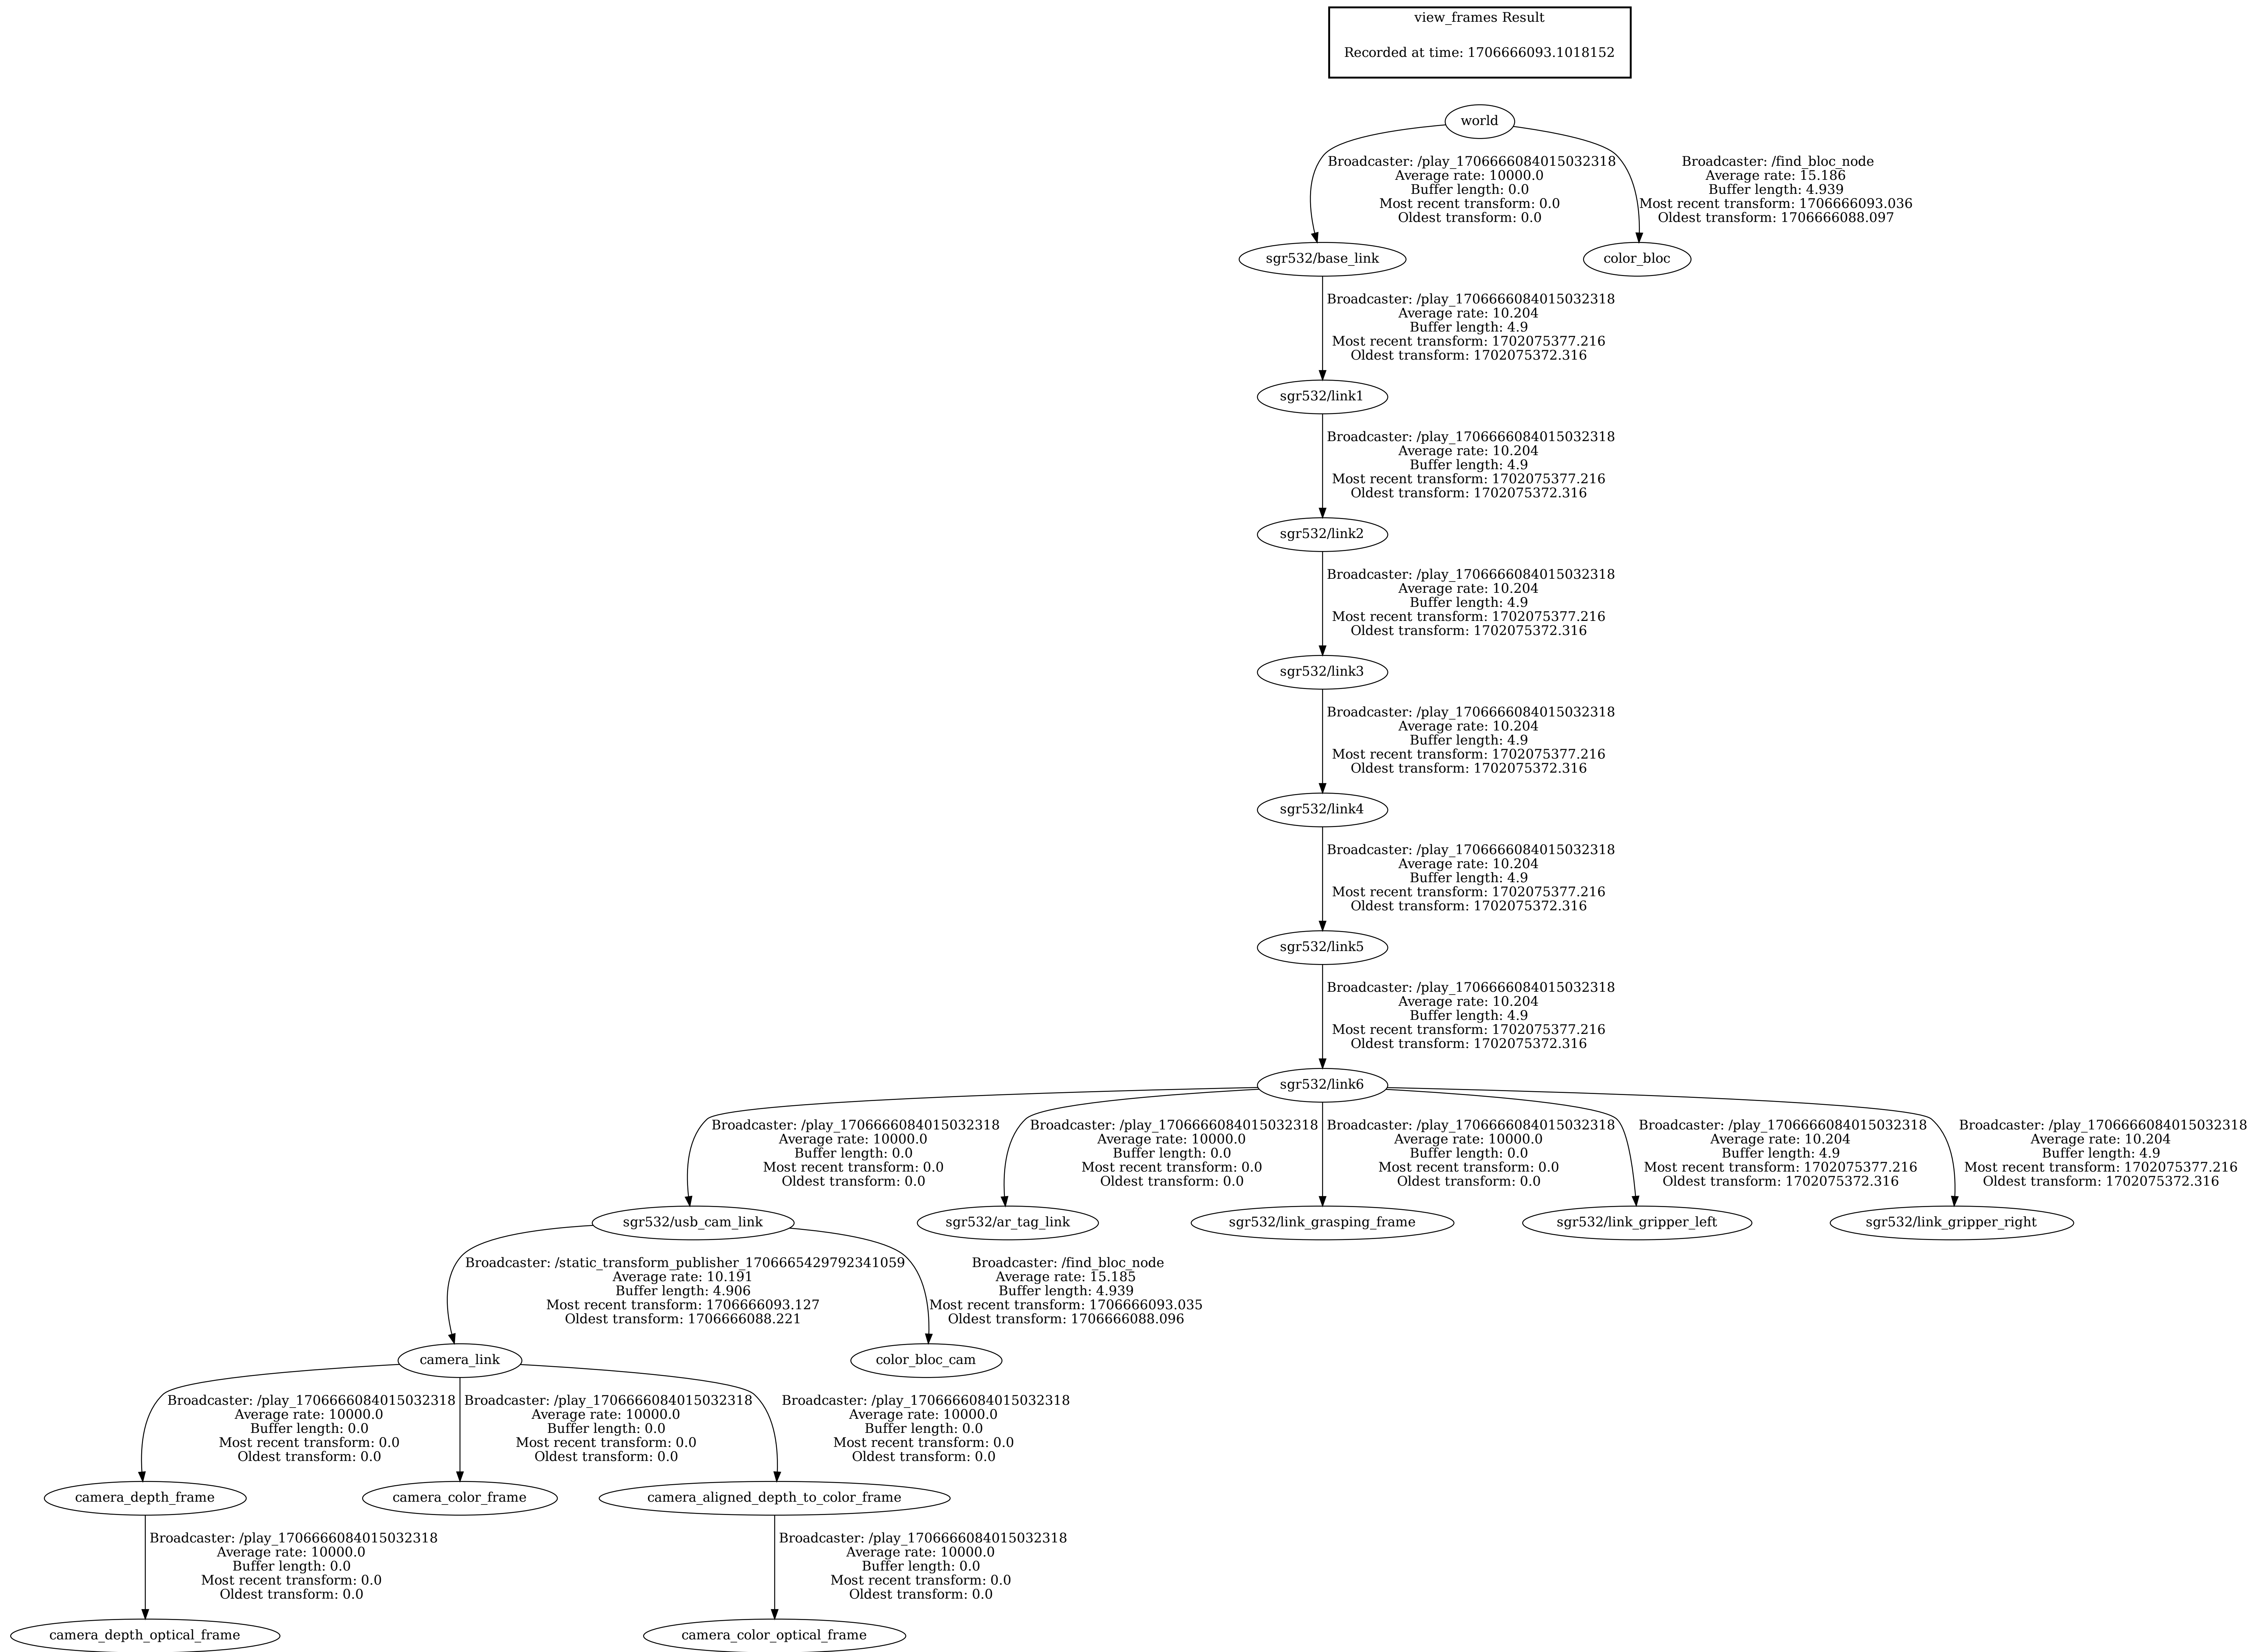 view_frames Result
Recorded at time: 1706666093.1018152
world
Broadcaster: /play_1706666084015032318
Average rate: 10000.0
Buffer length: 0.0
Most recent transform: 0.0
Oldest transform: 0.0
Broadcaster: /find_bloc_node
Average rate: 15.186
Buffer length: 4.939
Most recent transform: 1706666093.036
Oldest transform: 1706666088.097
sgr532/base_link
color_bloc
Broadcaster: /play_1706666084015032318
Average rate: 10.204
Buffer length: 4.9
Most recent transform: 1702075377.216
Oldest transform: 1702075372.316
sgr532/link1
Broadcaster: /play_1706666084015032318
Average rate: 10.204
Buffer length: 4.9
Most recent transform: 1702075377.216
Oldest transform: 1702075372.316
sgr532/link2
Broadcaster: /play_1706666084015032318
Average rate: 10.204
Buffer length: 4.9
Most recent transform: 1702075377.216
Oldest transform: 1702075372.316
sgr532/link3
Broadcaster: /play_1706666084015032318
Average rate: 10.204
Buffer length: 4.9
Most recent transform: 1702075377.216
Oldest transform: 1702075372.316
sgr532/link4
Broadcaster: /play_1706666084015032318
Average rate: 10.204
Buffer length: 4.9
Most recent transform: 1702075377.216
Oldest transform: 1702075372.316
sgr532/link5
Broadcaster: /play_1706666084015032318
Average rate: 10.204
Buffer length: 4.9
Most recent transform: 1702075377.216
Oldest transform: 1702075372.316
sgr532/link6
Broadcaster: /play_1706666084015032318
Average rate: 10000.0
Buffer length: 0.0
Most recent transform: 0.0
Oldest transform: 0.0
Broadcaster: /play_1706666084015032318
Average rate: 10000.0
Buffer length: 0.0
Most recent transform: 0.0
Oldest transform: 0.0
Broadcaster: /play_1706666084015032318
Average rate: 10000.0
Buffer length: 0.0
Most recent transform: 0.0
Oldest transform: 0.0
Broadcaster: /play_1706666084015032318
Average rate: 10.204
Buffer length: 4.9
Most recent transform: 1702075377.216
Oldest transform: 1702075372.316
Broadcaster: /play_1706666084015032318
Average rate: 10.204
Buffer length: 4.9
Most recent transform: 1702075377.216
Oldest transform: 1702075372.316
sgr532/usb_cam_link
sgr532/ar_tag_link
sgr532/link_grasping_frame
sgr532/link_gripper_left
sgr532/link_gripper_right
Broadcaster: /static_transform_publisher_1706665429792341059
Average rate: 10.191
Buffer length: 4.906
Most recent transform: 1706666093.127
Oldest transform: 1706666088.221
Broadcaster: /find_bloc_node
Average rate: 15.185
Buffer length: 4.939
Most recent transform: 1706666093.035
Oldest transform: 1706666088.096
camera_link
color_bloc_cam
Broadcaster: /play_1706666084015032318
Average rate: 10000.0
Buffer length: 0.0
Most recent transform: 0.0
Oldest transform: 0.0
Broadcaster: /play_1706666084015032318
Average rate: 10000.0
Buffer length: 0.0
Most recent transform: 0.0
Oldest transform: 0.0
Broadcaster: /play_1706666084015032318
Average rate: 10000.0
Buffer length: 0.0
Most recent transform: 0.0
Oldest transform: 0.0
camera_depth_frame
camera_color_frame
camera_aligned_depth_to_color_frame
Broadcaster: /play_1706666084015032318
Average rate: 10000.0
Buffer length: 0.0
Most recent transform: 0.0
Oldest transform: 0.0
Broadcaster: /play_1706666084015032318
Average rate: 10000.0
Buffer length: 0.0
Most recent transform: 0.0
Oldest transform: 0.0
camera_depth_optical_frame
camera_color_optical_frame